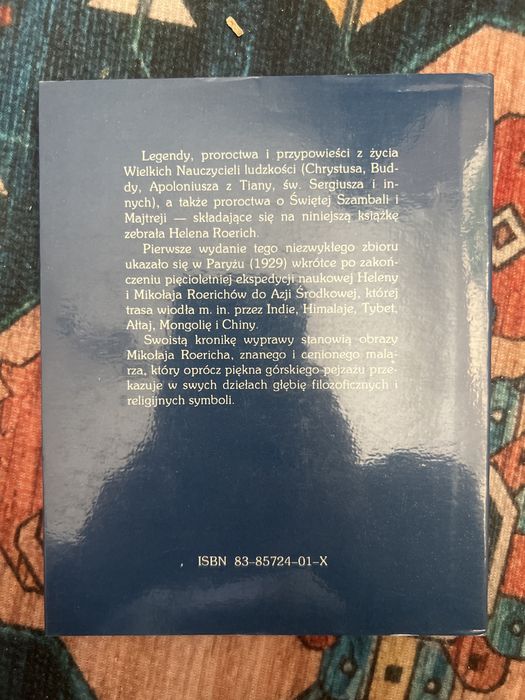 Legendy, proroctwa i przypowieści z życia
Wielkich Nauczycieli ludzkości (Chrystusa, Bud-
dy, Apoloniusza z Tiany, św. Sergiusza i in-
nych), a także proroctwa o Świętej Szambali i
Majtreji — składające się na niniejszą książkę
zebrała Helena Roerich.
Pierwsze wydanie tego niezwykłego zbioru
ukazało się w Paryżu (1929) wkrótce po zakoń-
czeniu pięcioletniej ekspedycji naukowej Heleny
i Mikołaja Roerichów do Azji Środkowej, której
trasa wiodła m. in. przez Indie, Himalaje, Tybet,
Ałtaj, Mongolię i Chiny.
Swoistą kronikę wyprawy stanowią obrazy
Mikołaja Roericha, znanego i cenionego mala-
rza, który oprócz piękna górskiego pejzażu prze-
kazuje w swych dziełach głębię filozoficznych i
religijnych symboli.
ISBN 83–85724–01–X